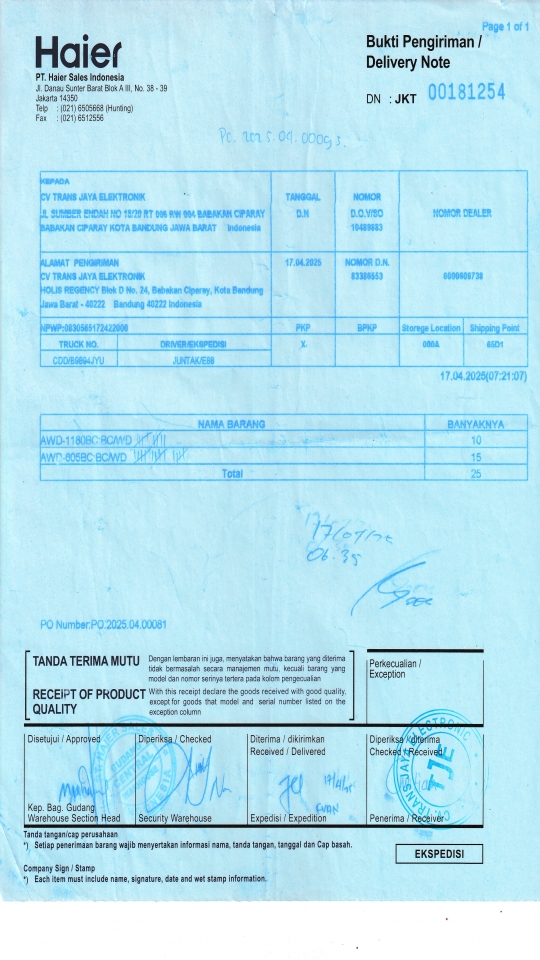 Page 1 of 1
Haier
Bukti Pengiriman /
Delivery Note
PT. Haier Sales Indonesia
Jl. Danau Sunter Barat Blok A III, No. 38 - 39
Jakarta 14350
Telp : (021) 6505668 (Hunting)
Fax : (021) 6512556
DN : JKT 00181254
KEPADA
CV TRANS JAYA ELEKTRONIK
JL SUMBER ENDAH NO 18/20 RT 006 RW 004 BABAKAN CIPARAY
BABAKAN CIPARAY KOTA BANDUNG JAWA BARAT Indonesia
TANGGAL
D.N
NOMOR
D.O.V/SO
NOMOR DEALER
ALAMAT PENGIRIMAN
CV TRANS JAYA ELEKTRONIK
HOLIS REGENCY Blok D No. 24, Babakan Ciparay, Kota Bandung
Jawa Barat - 40222 Bandung 40222 Indonesia
17.04.2025
NOMOR D.N.
PKP BPKP Storege Location Shipping Point
TRUCK NO. DRIVER/EKSPEDISI X. 65D1
JUNTAK/EBB
17.04.2025(07:21:07)
NAMA BARANG BANYAKNYA
AWD-1180BC BC/WD 10
AWD-805BC BC/WD 15
Total 25
06.35
PO Number:PO.2025.04.00081
TANDA TERIMA MUTU
Dengan lembaran ini juga, menyatakan bahwa barang yang diterima
tidak bermasalah secara manajemen mutu, kecuali barang yang
model dan nomor serinya tertera pada kolom pengecualian
RECEIPT OF PRODUCT
QUALITY
With this receipt declare the goods received with good quality,
except for goods that model and serial number listed on the
exception column
Perkecualian /
Exception
Disetujui / Approved
Diperiksa / Checked
Diterima / dikirimkan
Received / Delivered
Diperiksa / diterima
Checked / Received
TJE
Kep. Bag. Gudang
Warehouse Section Head
Security Warehouse
Expedisi / Expedition
Penerima / Receiver
Tanda tangan/cap perusahaan
*) Setiap penerimaan barang wajib menyertakan informasi nama, tanda tangan, tanggal dan Cap basah.
EKSPEDISI
Company Sign / Stamp
*) Each item must include name, signature, date and wet stamp information.